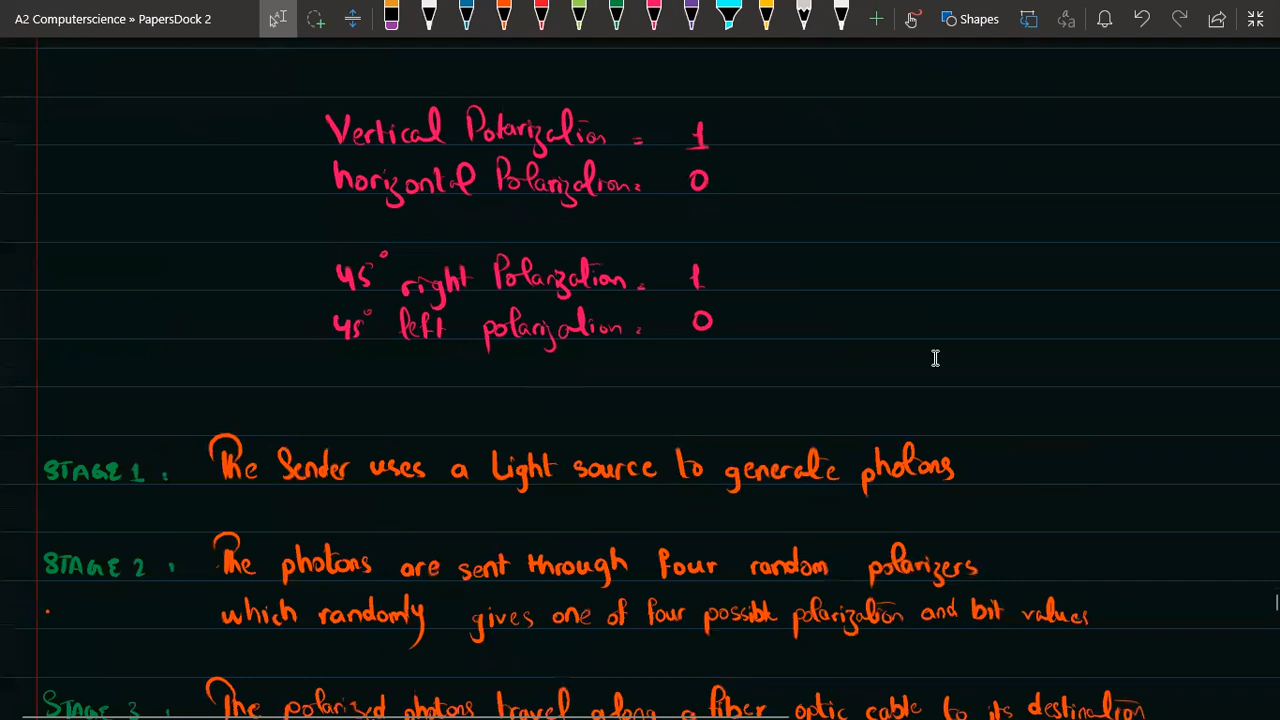 A2 Computerscience » PapersDock 2
Shapes
Vertical Polarization = 1
horizontal Polarization = 0
45° right Polarization = 1
45° left polarization = 0
STAGE 1 : The Sender uses a Light source to generate photons
STAGE 2 : The photons are sent through four random polarizers
which randomly gives one of four possible polarization and bit values
STAGE 3 : The polarized photons travel along a fiber optic cable to its destination